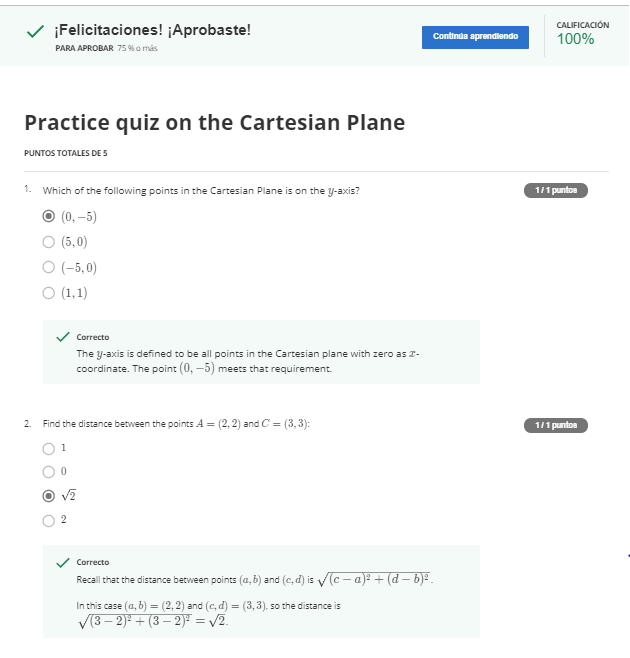 ¡Felicitaciones! ¡Aprobaste!
PARA APROBAR 75 % o más
Continúa aprendiendo
CALIFICACIÓN
100%
Practice quiz on the Cartesian Plane
PUNTOS TOTALES DE 5
1. Which of the following points in the Cartesian Plane is on the y-axis?
1 / 1 puntos
(0, −5)
(5, 0)
(−5, 0)
(1, 1)
Correcto
The y-axis is defined to be all points in the Cartesian plane with zero as x-
coordinate. The point (0, −5) meets that requirement.
2. Find the distance between the points A = (2, 2) and C = (3, 3):
1 / 1 puntos
1
0
√2
2
Correcto
Recall that the distance between points (a, b) and (c, d) is √(c − a)² + (d − b)².
In this case (a, b) = (2, 2) and (c, d) = (3, 3), so the distance is
√(3 − 2)² + (3 − 2)² = √2.